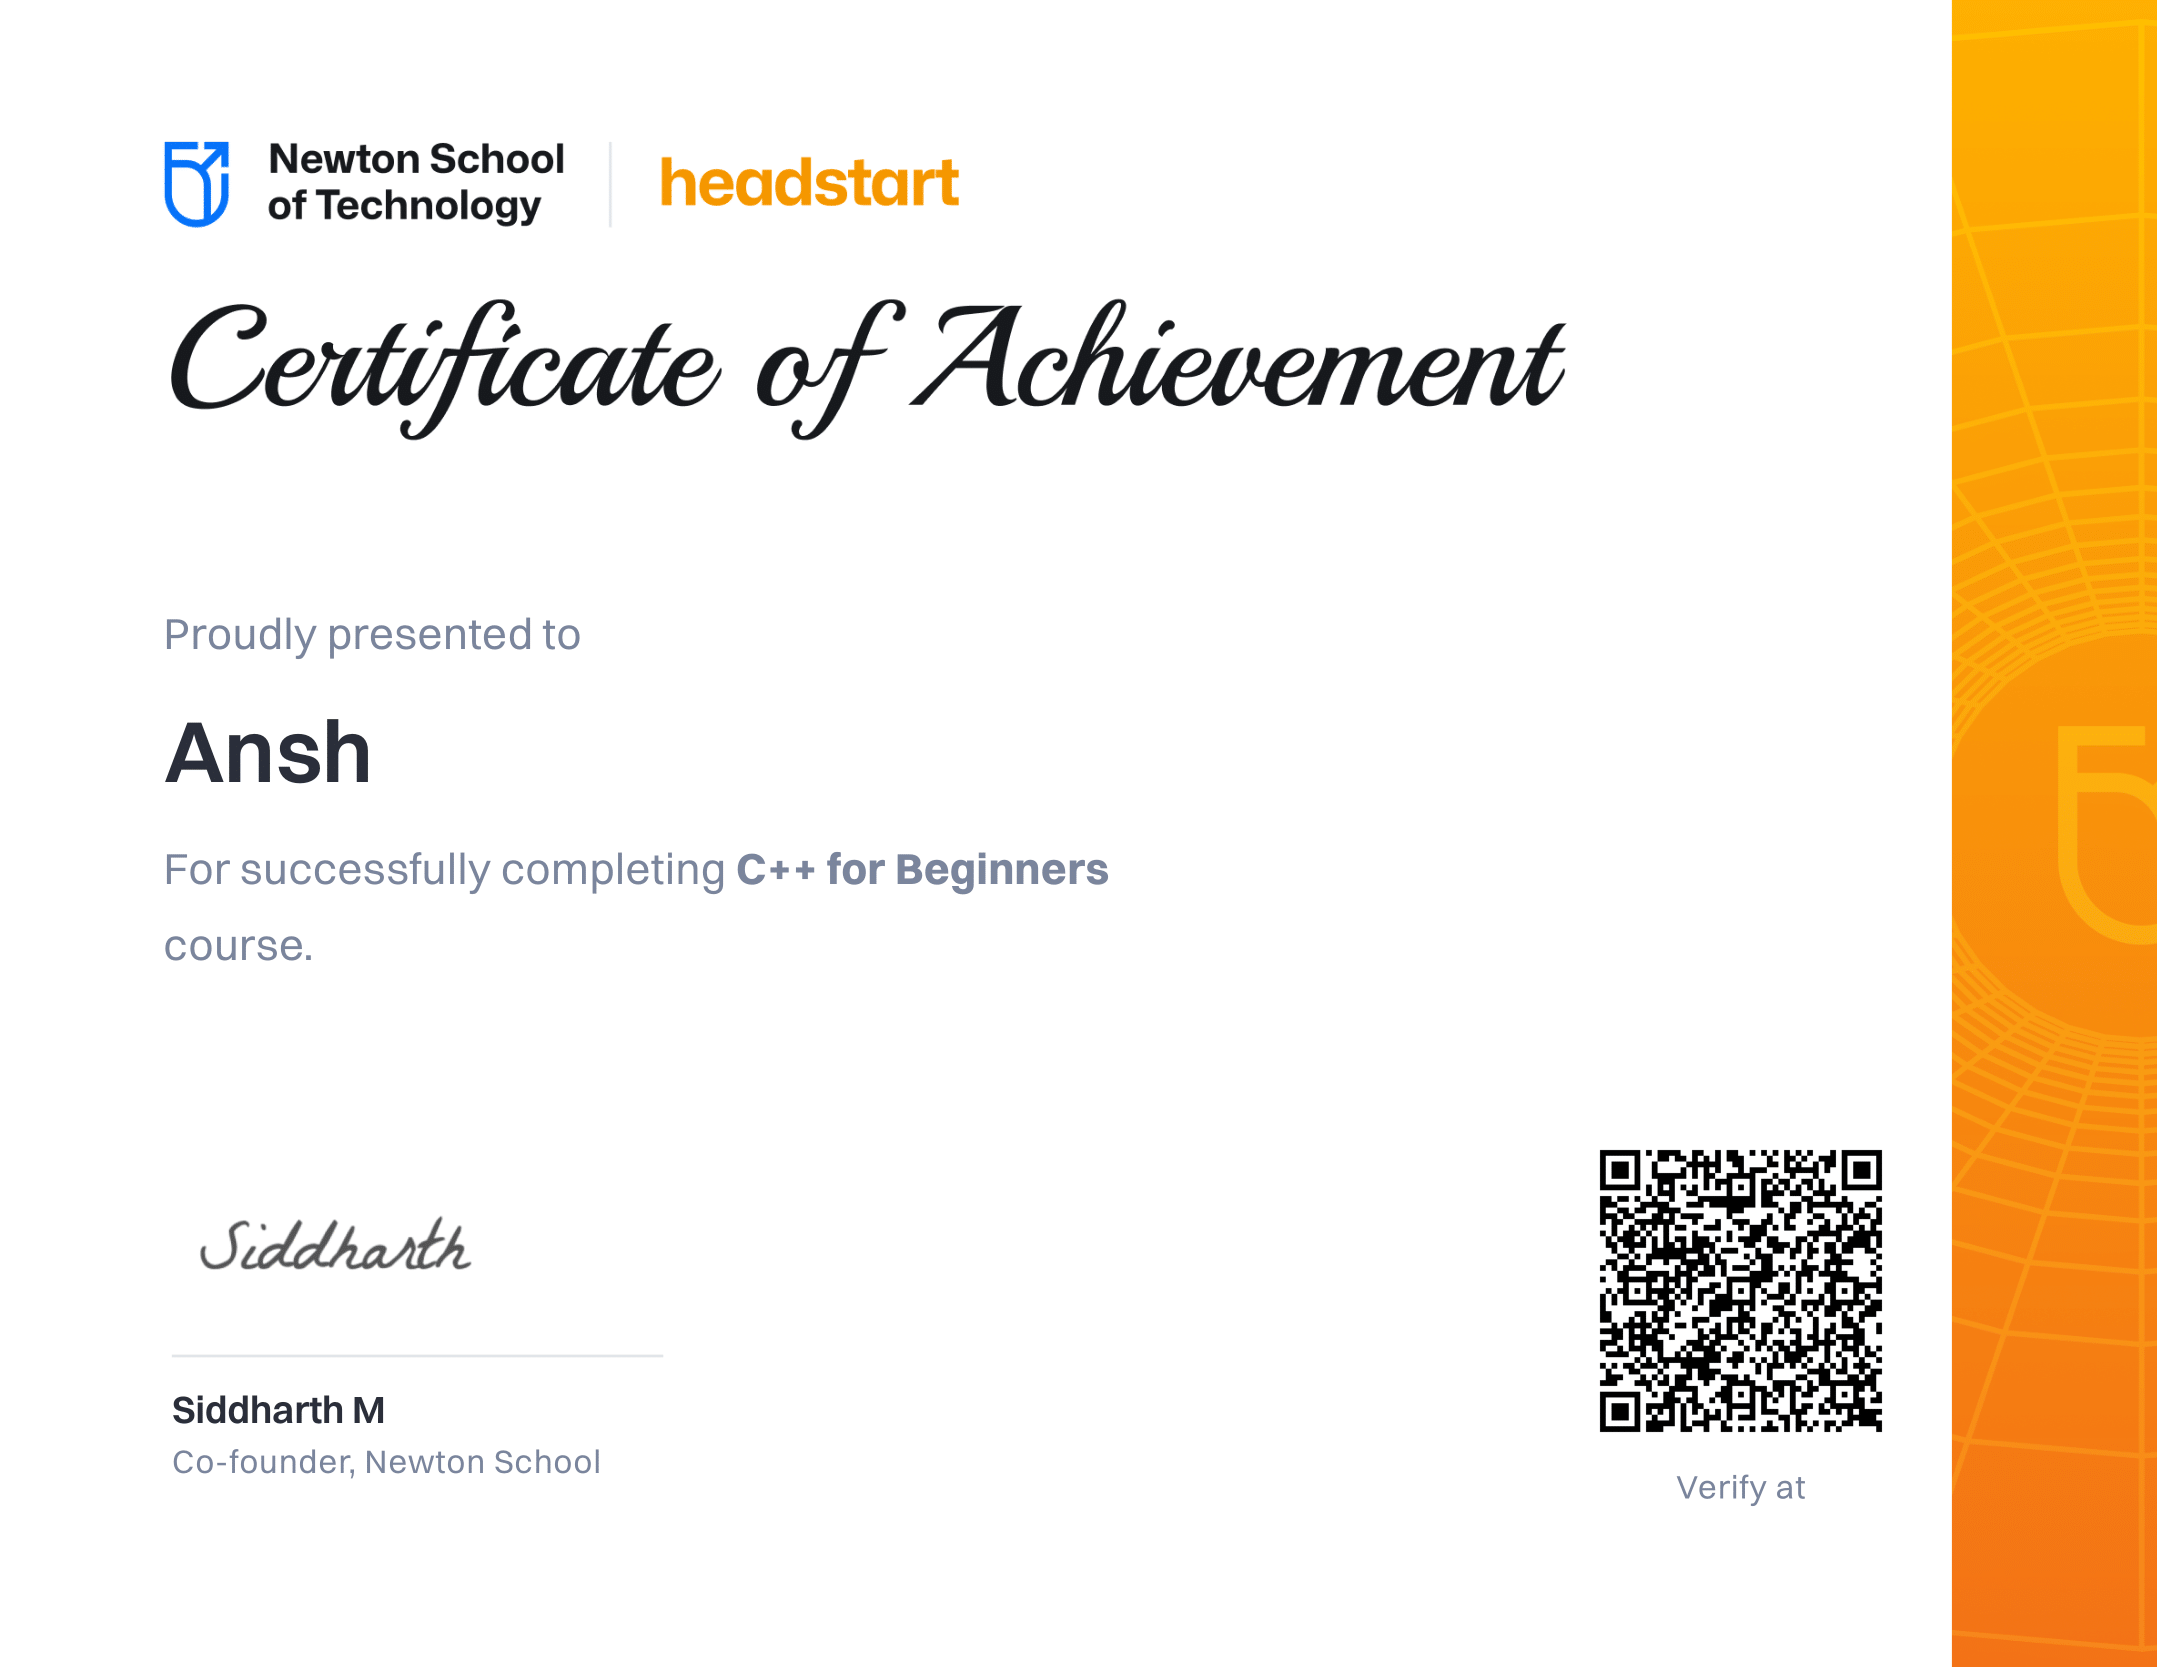 Newton School
of Technology
headstart
Certificate of Achievement
Proudly presented to
Ansh
For successfully completing C++ for Beginners
course.
Siddharth
Siddharth M
Co-founder, Newton School
Verify at